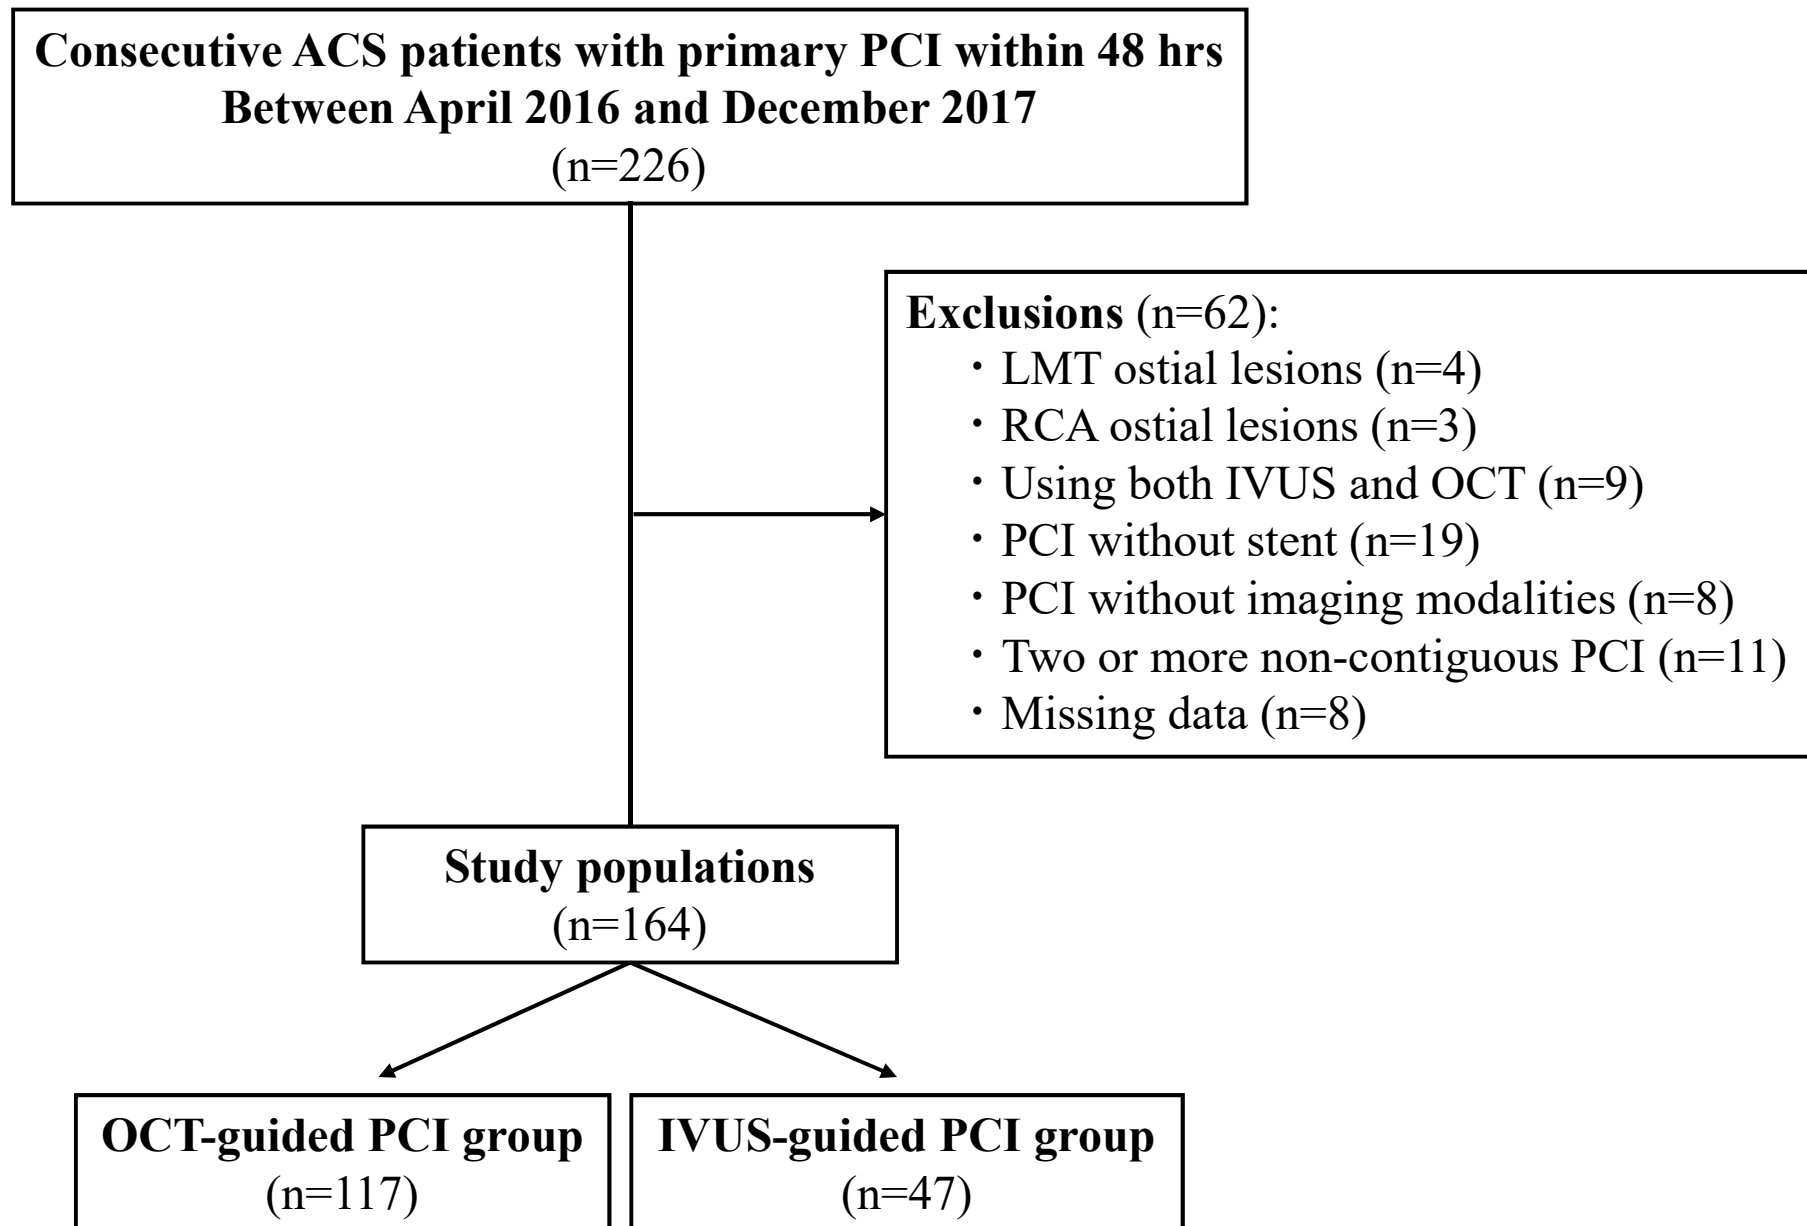 Consecutive ACS patients with primary PCI within 48 hrs
Between April 2016 and December 2017
(n=226)
Exclusions (n=62):
・LMT ostial lesions (n=4)
・RCA ostial lesions (n=3)
・Using both IVUS and OCT (n=9)
・PCI without stent (n=19)
・PCI without imaging modalities (n=8)
・Two or more non-contiguous PCI (n=11)
・Missing data (n=8)
Study populations
(n=164)
OCT-guided PCI group
(n=117)
IVUS-guided PCI group
(n=47)